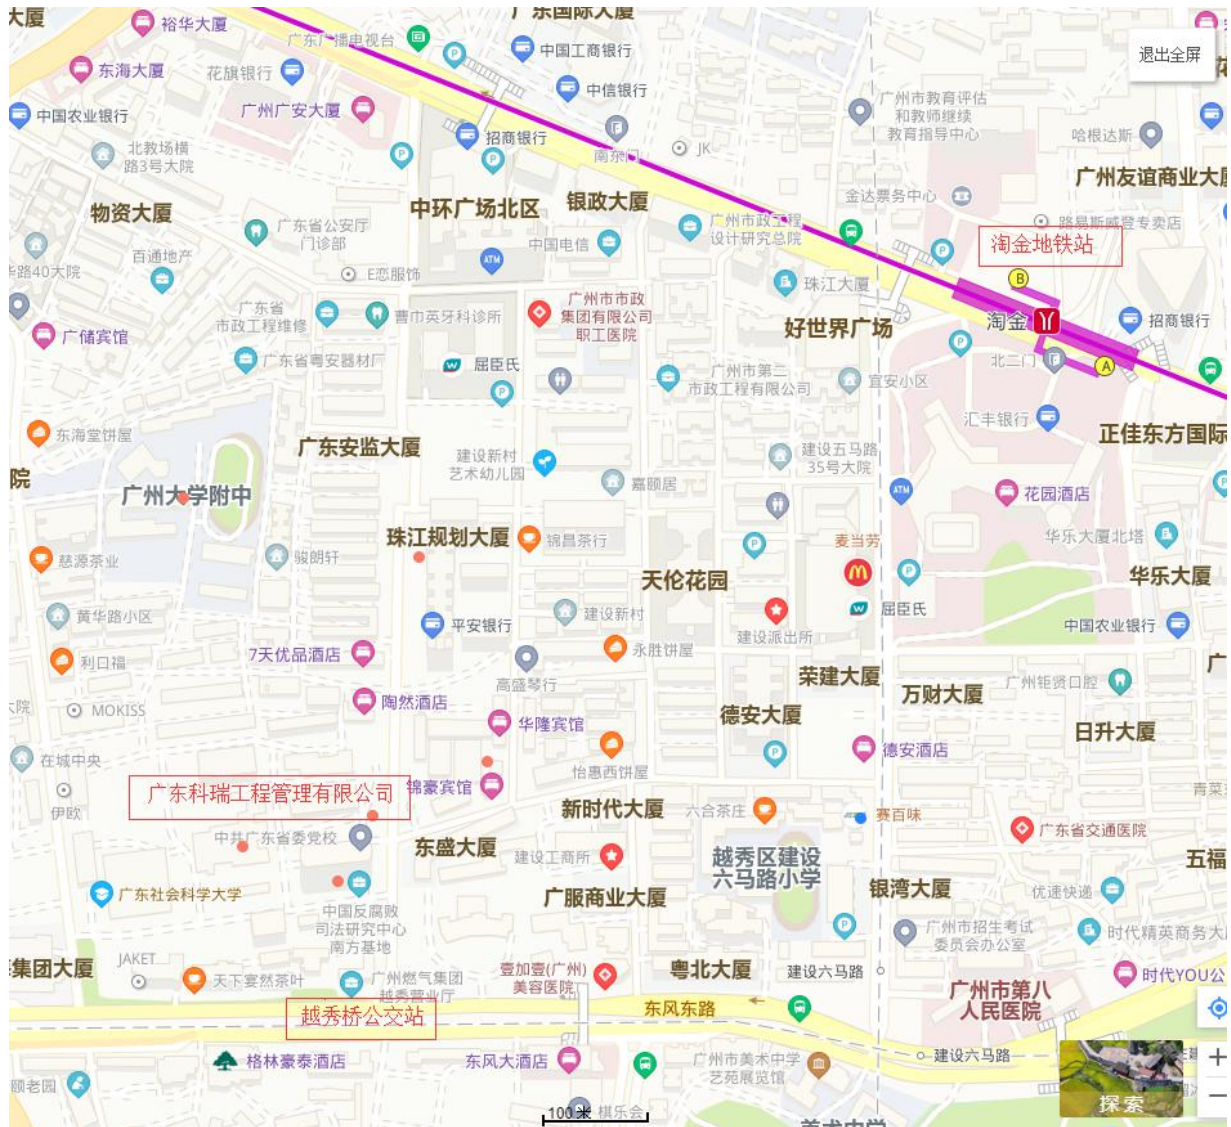 大厦
裕华大厦
广东国际大厦
广东广播电视台
中国工商银行
退出全屏
东海大厦
花旗银行
中信银行
广州广安大厦
广州市教育评估
和教师继续
教育指导中心
中国农业银行
招商银行
南东门
JK
哈根达斯
北教场横
路3号大院
广州友谊商业大厦
金达票务中心
物资大厦
中环广场北区
银政大厦
广东省公安厅
门诊部
广州市政工程
设计研究总院
路易斯威登专卖店
淘金地铁站
中国电信
百通地产
华路40大院
E恋服饰
ATM
珠江大厦
B
广州市市政
集团有限公司
职工医院
广东省
市政工程维修
曹巾英牙科诊所
好世界广场
淘金
招商银行
广储宾馆
广东省粤安器材厂
屈臣氏
北二门
A
广州市第二
市政工程有限公司
宜安小区
汇丰银行
正佳东方国际
东海堂饼屋
广东安监大厦
建设新村
艺术幼儿园
建设五马路
35号大院
院
嘉颐居
ATM
花园酒店
广州大学附中
珠江规划大厦
锦昌茶行
麦当劳
华乐大厦北塔
慈源茶业
骏朗轩
天伦花园
华乐大厦
黄华路小区
建设新村
屈臣氏
平安银行
建设派出所
中国农业银行
7天优品酒店
永胜饼屋
利口福
高盛琴行
荣建大厦
广州钜贤口腔
万财大厦
陶然酒店
MOKISS
华隆宾馆
德安大厦
日升大厦
在城中央
怡惠西饼屋
德安酒店
广东科瑞工程管理有限公司
锦豪宾馆
伊欧
新时代大厦
六合茶庄
赛百味
中共广东省委党校
东盛大厦
建设工商所
越秀区建设
六马路小学
广东省交通医院
五福
广东社会科学大学
广服商业大厦
银湾大厦
优速快递
中国反腐败
司法研究中心
南方基地
广州市招生考试
委员会办公室
时代精英商务大
集团大厦
JAKET
天下宴然茶叶
广州燃气集团
越秀营业厅
壹加壹(广州)
美容医院
粤北大厦
建设六马路
时代YOU公
广州市第八
人民医院
越秀桥公交站
东风东路
格林豪泰酒店
东风大酒店
广州市美术中学
艺苑展览馆
建设六马路
颐老园
100 米
棋乐会
探索
美术中学